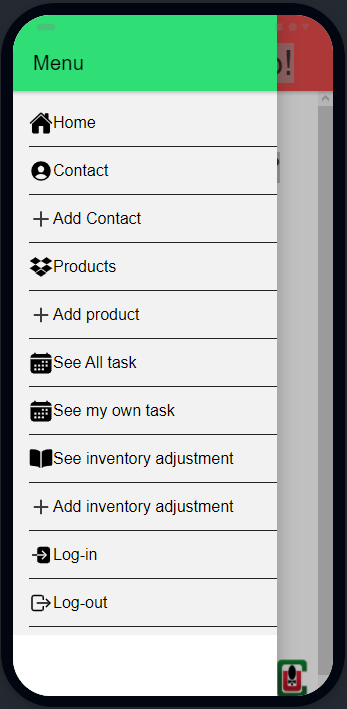 Menu
o!
Home
Contact
Add Contact
Products
Add product
See All task
See my own task
See inventory adjustment
Add inventory adjustment
Log-in
Log-out